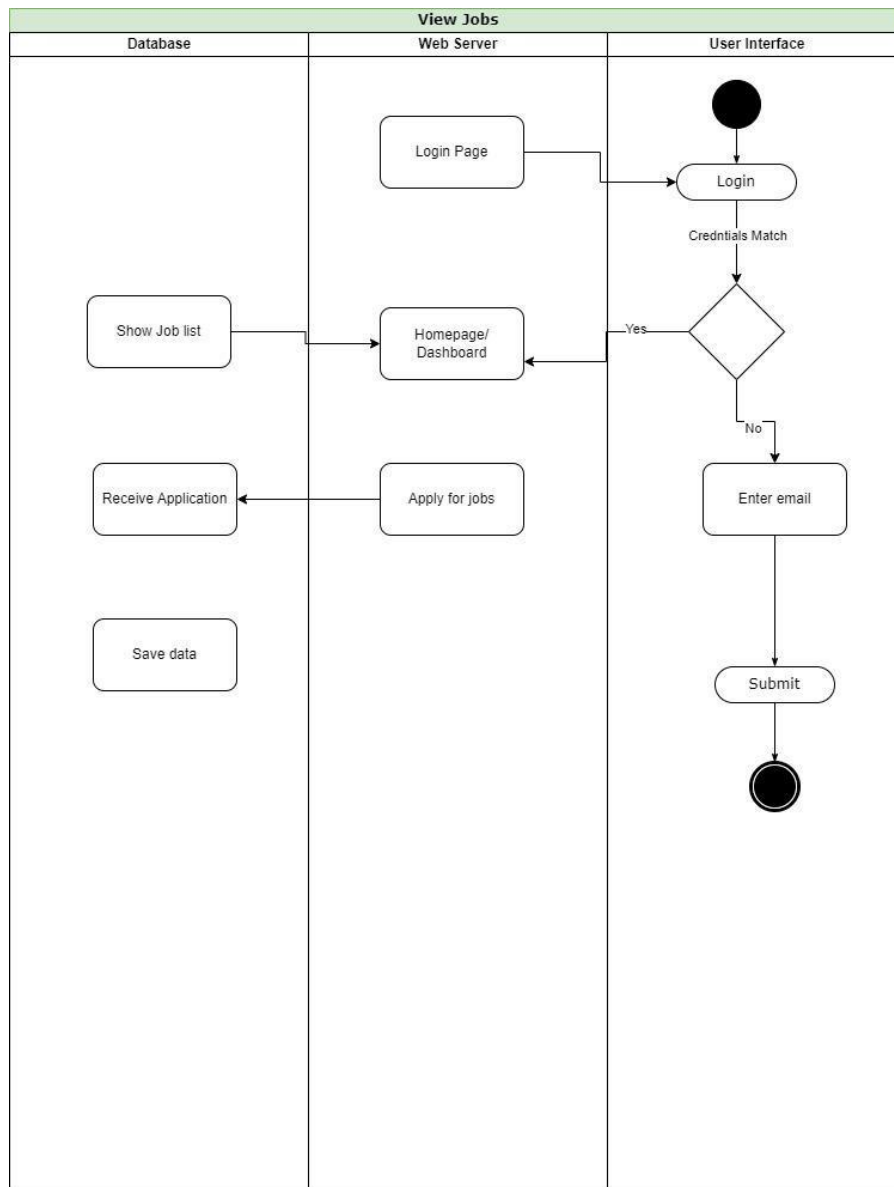 View Jobs
Database
Web Server
User Interface
Login Page
Login
Credntials Match
Show Job list
Homepage/
Dashboard
Yes
No
Receive Application
Apply for jobs
Enter email
Save data
Submit